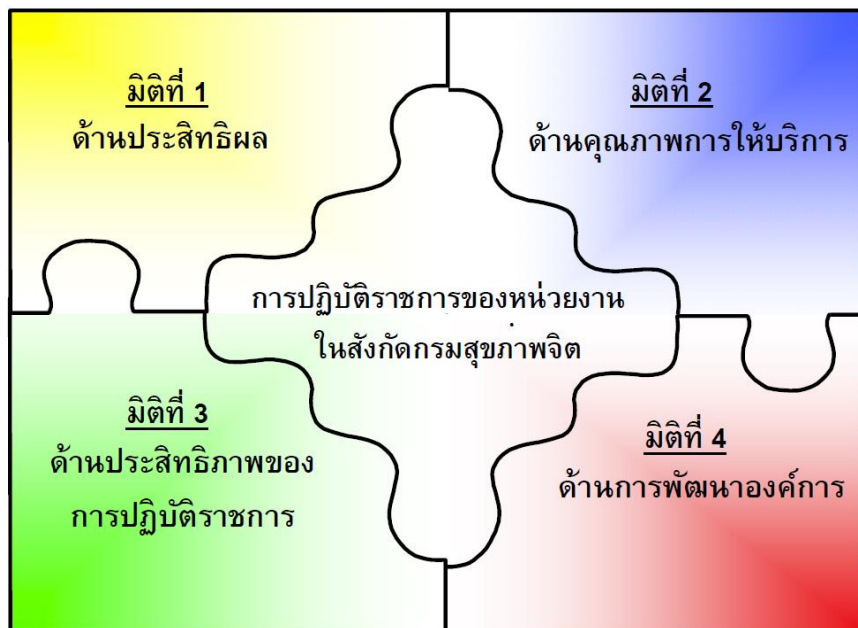 มิติที่ 1
ด้านประสิทธิผล
มิติที่ 2
ด้านคุณภาพการให้บริการ
การปฏิบัติราชการของหน่วยงาน
ในสังกัดกรมสุขภาพจิต
มิติที่ 3
ด้านประสิทธิภาพของ
การปฏิบัติราชการ
มิติที่ 4
ด้านการพัฒนาองค์การ